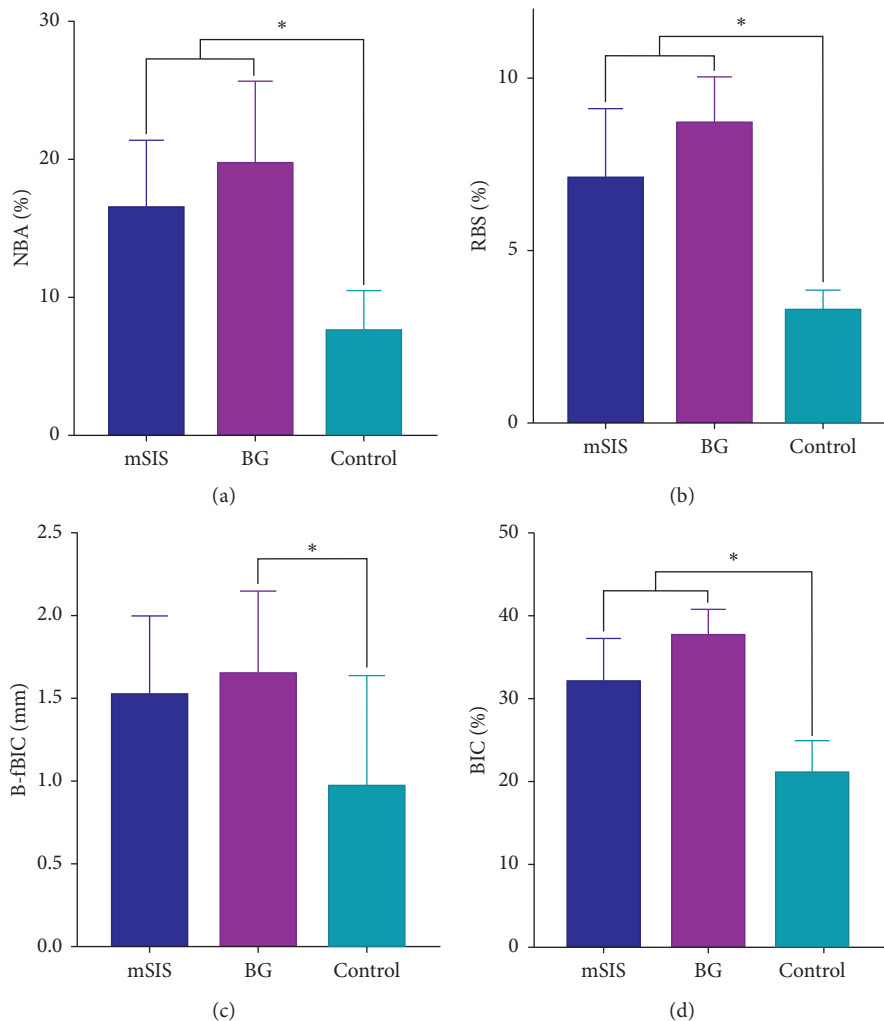 *
30
20
10
0
NBA (%)
mSIS BG Control
(a)
*
10
5
0
RBS (%)
mSIS BG Control
(b)
*
2.5
2.0
1.5
1.0
0.5
0.0
B-fBIC (mm)
mSIS BG Control
(c)
*
50
40
30
20
10
0
BIC (%)
mSIS BG Control
(d)